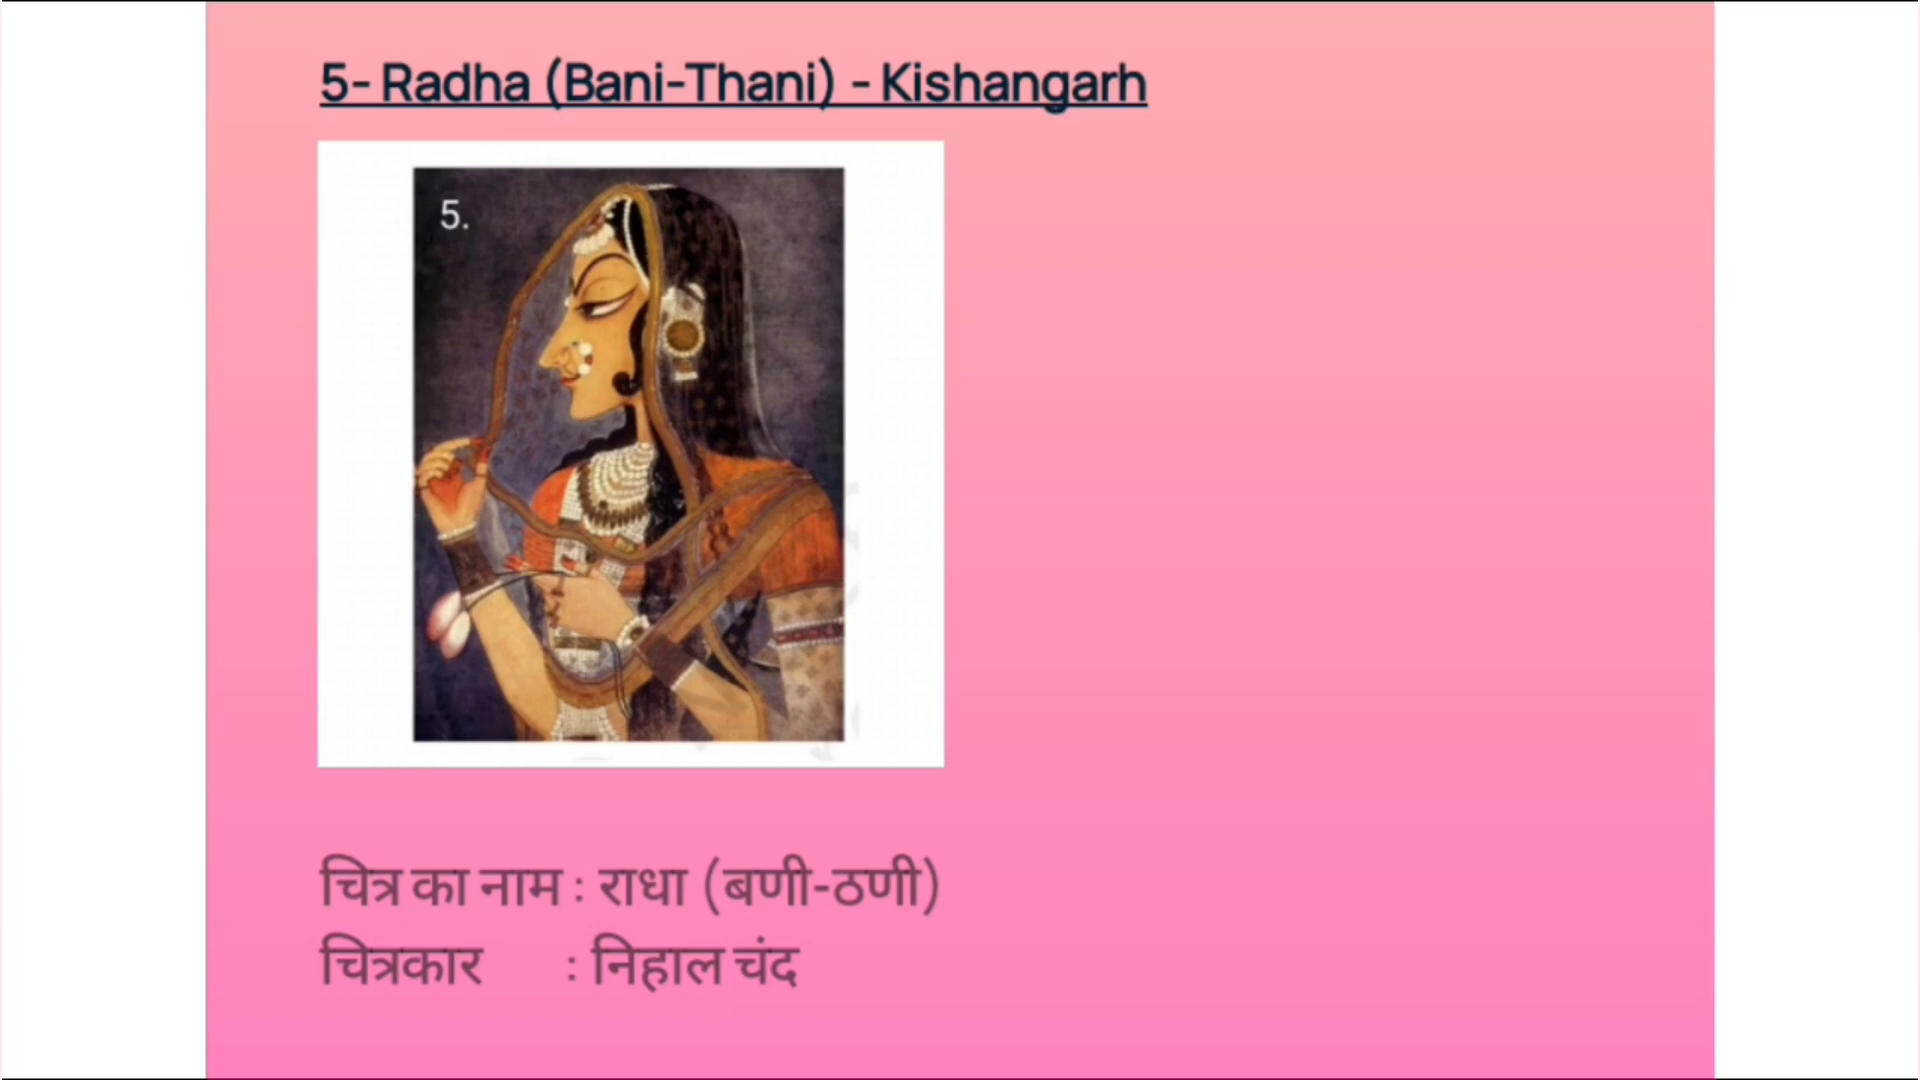 5- Radha (Bani-Thani) - Kishangarh
5.
चित्र का नाम : राधा (बणी-ठणी)
चित्रकार : निहाल चंद